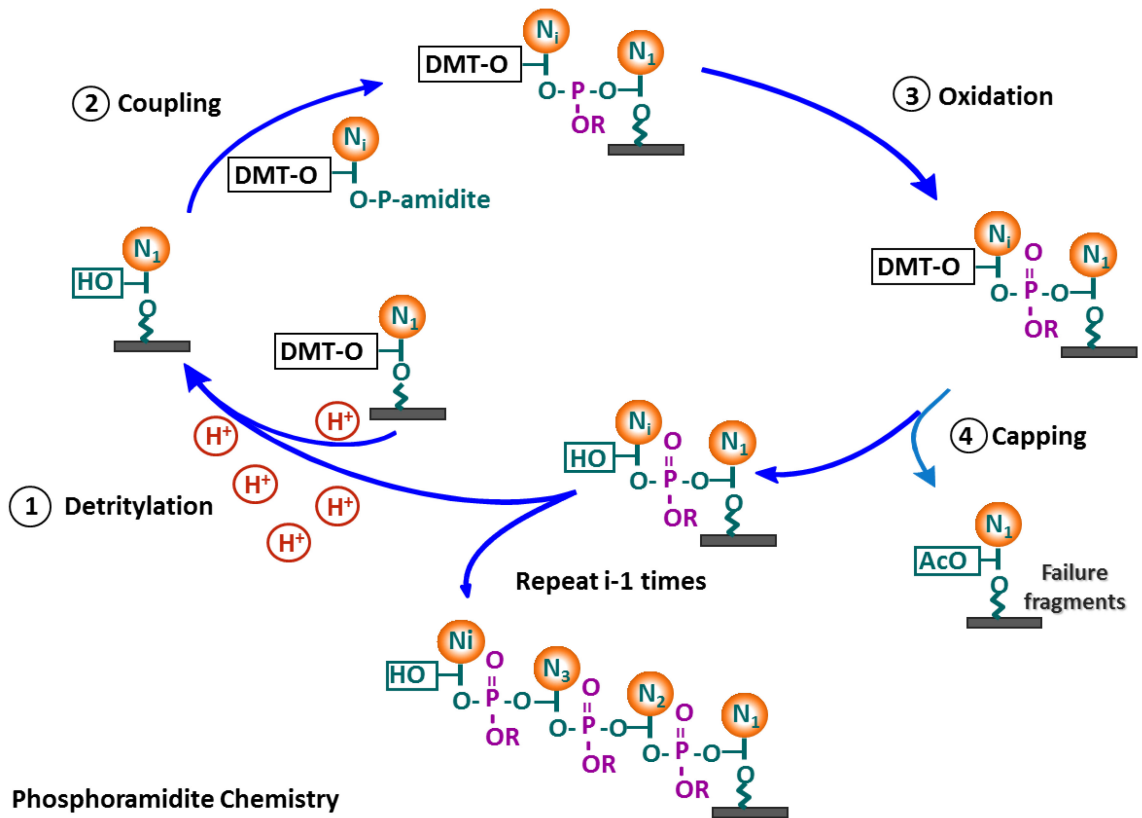 ② Coupling
DMT-O
Nᵢ
O-P-amidite
DMT-O
Nᵢ
N₁
O-P-O
OR
O
③ Oxidation
DMT-O
Nᵢ
N₁
O
O-P-O
OR
O
HO
N₁
O
DMT-O
N₁
O
① Detritylation
H⁺
H⁺
H⁺
H⁺
H⁺
④ Capping
HO
Nᵢ
N₁
O
O-P-O
OR
O
AcO
N₁
O
Failure
fragments
Repeat i-1 times
HO
Ni
N₃
N₂
N₁
O
O-P-O
OR
O
O-P-O
OR
O
O-P-O
OR
O
Phosphoramidite Chemistry